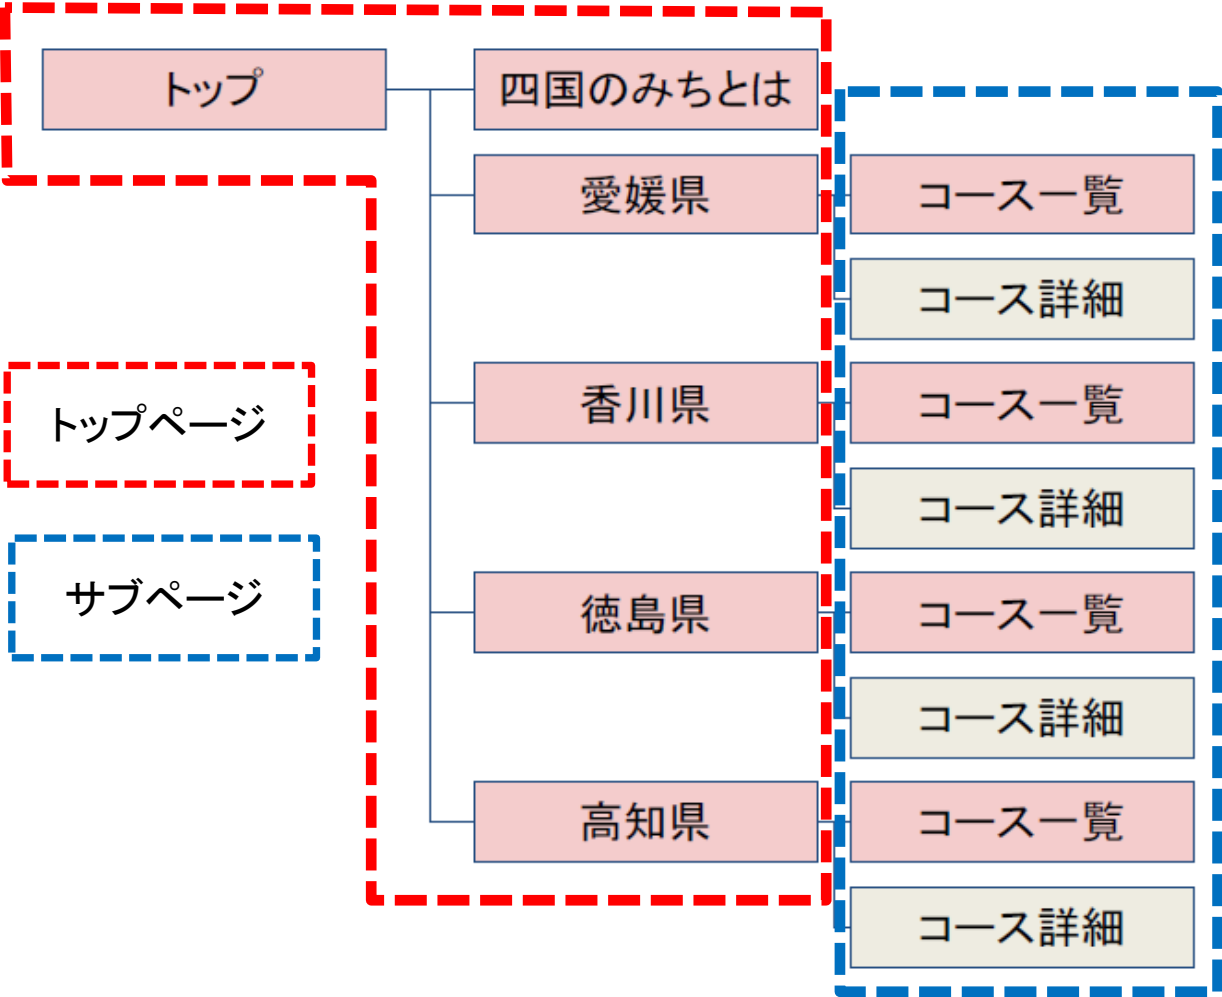 トップ
四国のみちとは
愛媛県
コース一覧
コース詳細
香川県
コース一覧
コース詳細
徳島県
コース一覧
コース詳細
高知県
コース一覧
コース詳細
トップページ
サブページ